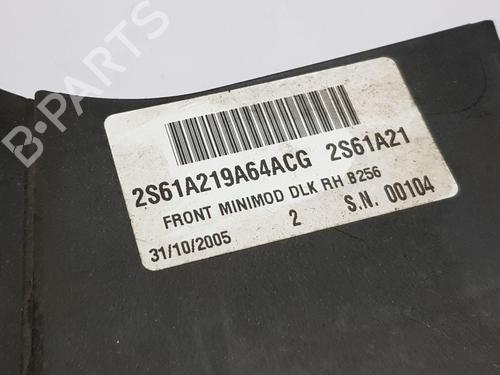 B-PARTS
2S61A219A64ACG 2S61A21
FRONT MINIMOD DLK RH B256
31/10/2005 2 S.N. 00104